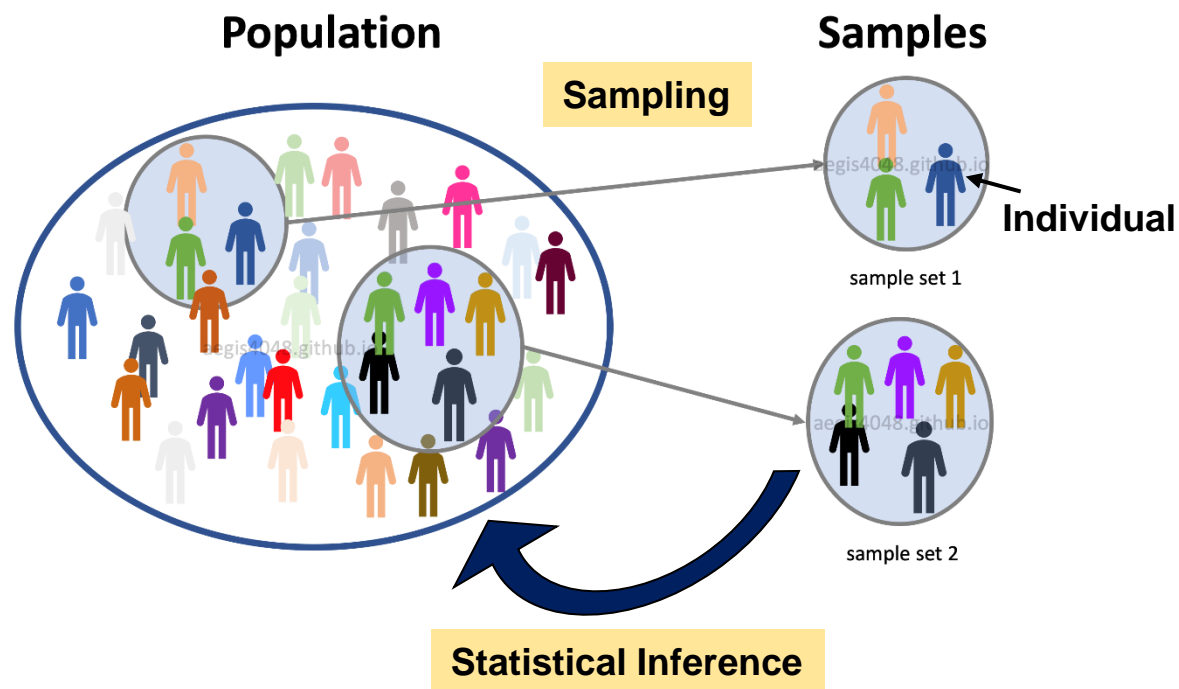 Population
Samples
Sampling
aegis4048.github.io
Individual
sample set 1
aegis4048.github.io
aegis4048.github.io
sample set 2
Statistical Inference